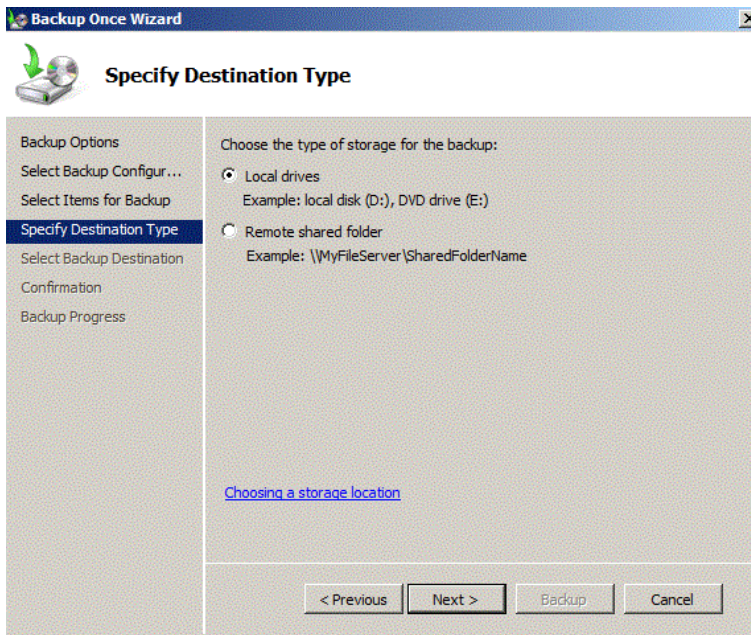 Backup Once Wizard
Specify Destination Type
Backup Options
Select Backup Configur...
Select Items for Backup
Specify Destination Type
Select Backup Destination
Confirmation
Backup Progress
Choose the type of storage for the backup:
Local drives
Example: local disk (D:), DVD drive (E:)
Remote shared folder
Example: \\MyFileServer\SharedFolderName
Choosing a storage location
< Previous
Next >
Backup
Cancel